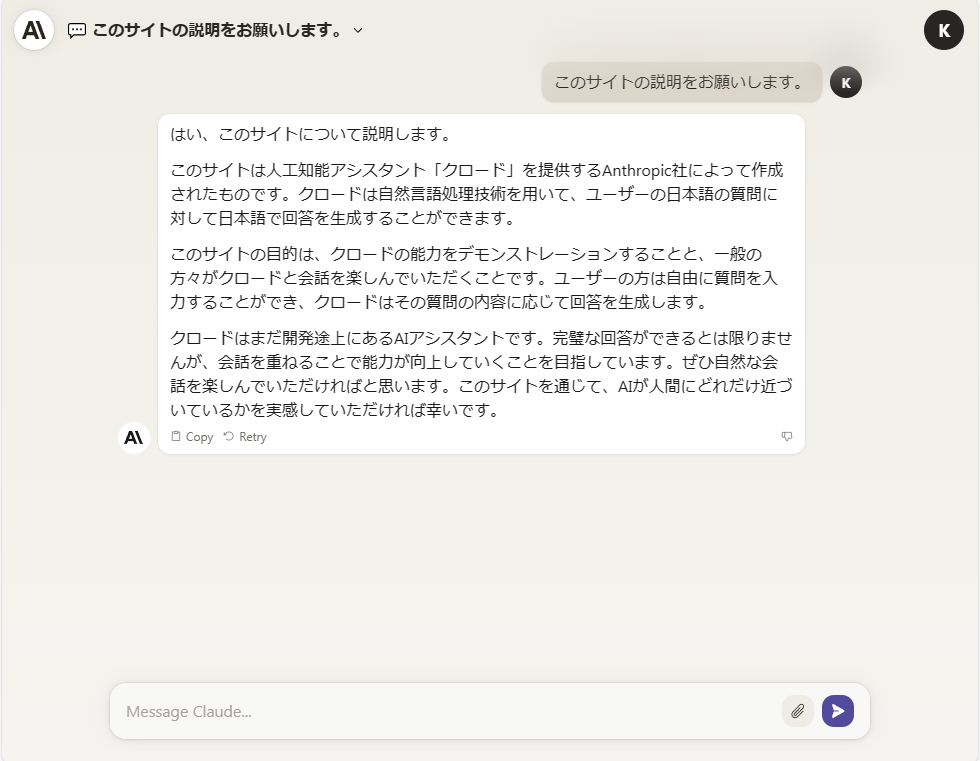 A\
このサイトの説明をお願いします。
K
このサイトの説明をお願いします。
K
はい、このサイトについて説明します。
このサイトは人工知能アシスタント「クロード」を提供するAnthropic社によって作成
されたものです。クロードは自然言語処理技術を用いて、ユーザーの日本語の質問に
対して日本語で回答を生成することができます。
このサイトの目的は、クロードの能力をデモンストレーションすることと、一般の
方々がクロードと会話を楽しんでいただくことです。ユーザーの方は自由に質問を入
力することができ、クロードはその質問の内容に応じて回答を生成します。
クロードはまだ開発途上にあるAIアシスタントです。完璧な回答ができるとは限りませ
んが、会話を重ねることで能力が向上していくことを目指しています。ぜひ自然な会
話を楽しんでいただければと思います。このサイトを通じて、AIが人間にどれだけ近づ
いているかを実感していただければ幸いです。
A\
Copy
Retry
Message Claude...